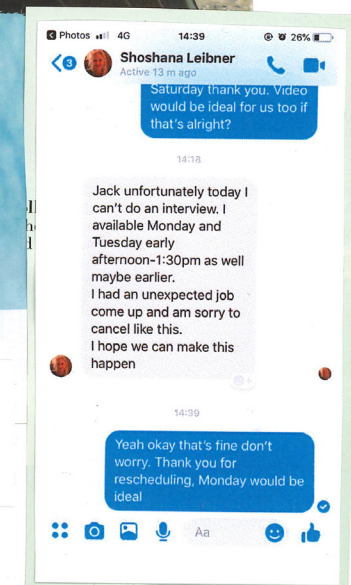 Photos 4G 14:39 26%
3 Shoshana Leibner
Active 13 m ago
Saturday thank you. Video
would be ideal for us too if
that's alright?
14:18
Jack unfortunately today I
can't do an interview. I
available Monday and
Tuesday early
afternoon-1:30pm as well
maybe earlier.
I had an unexpected job
come up and am sorry to
cancel like this.
I hope we can make this
happen
14:39
Yeah okay that's fine don't
worry. Thank you for
rescheduling, Monday would be
ideal
Aa